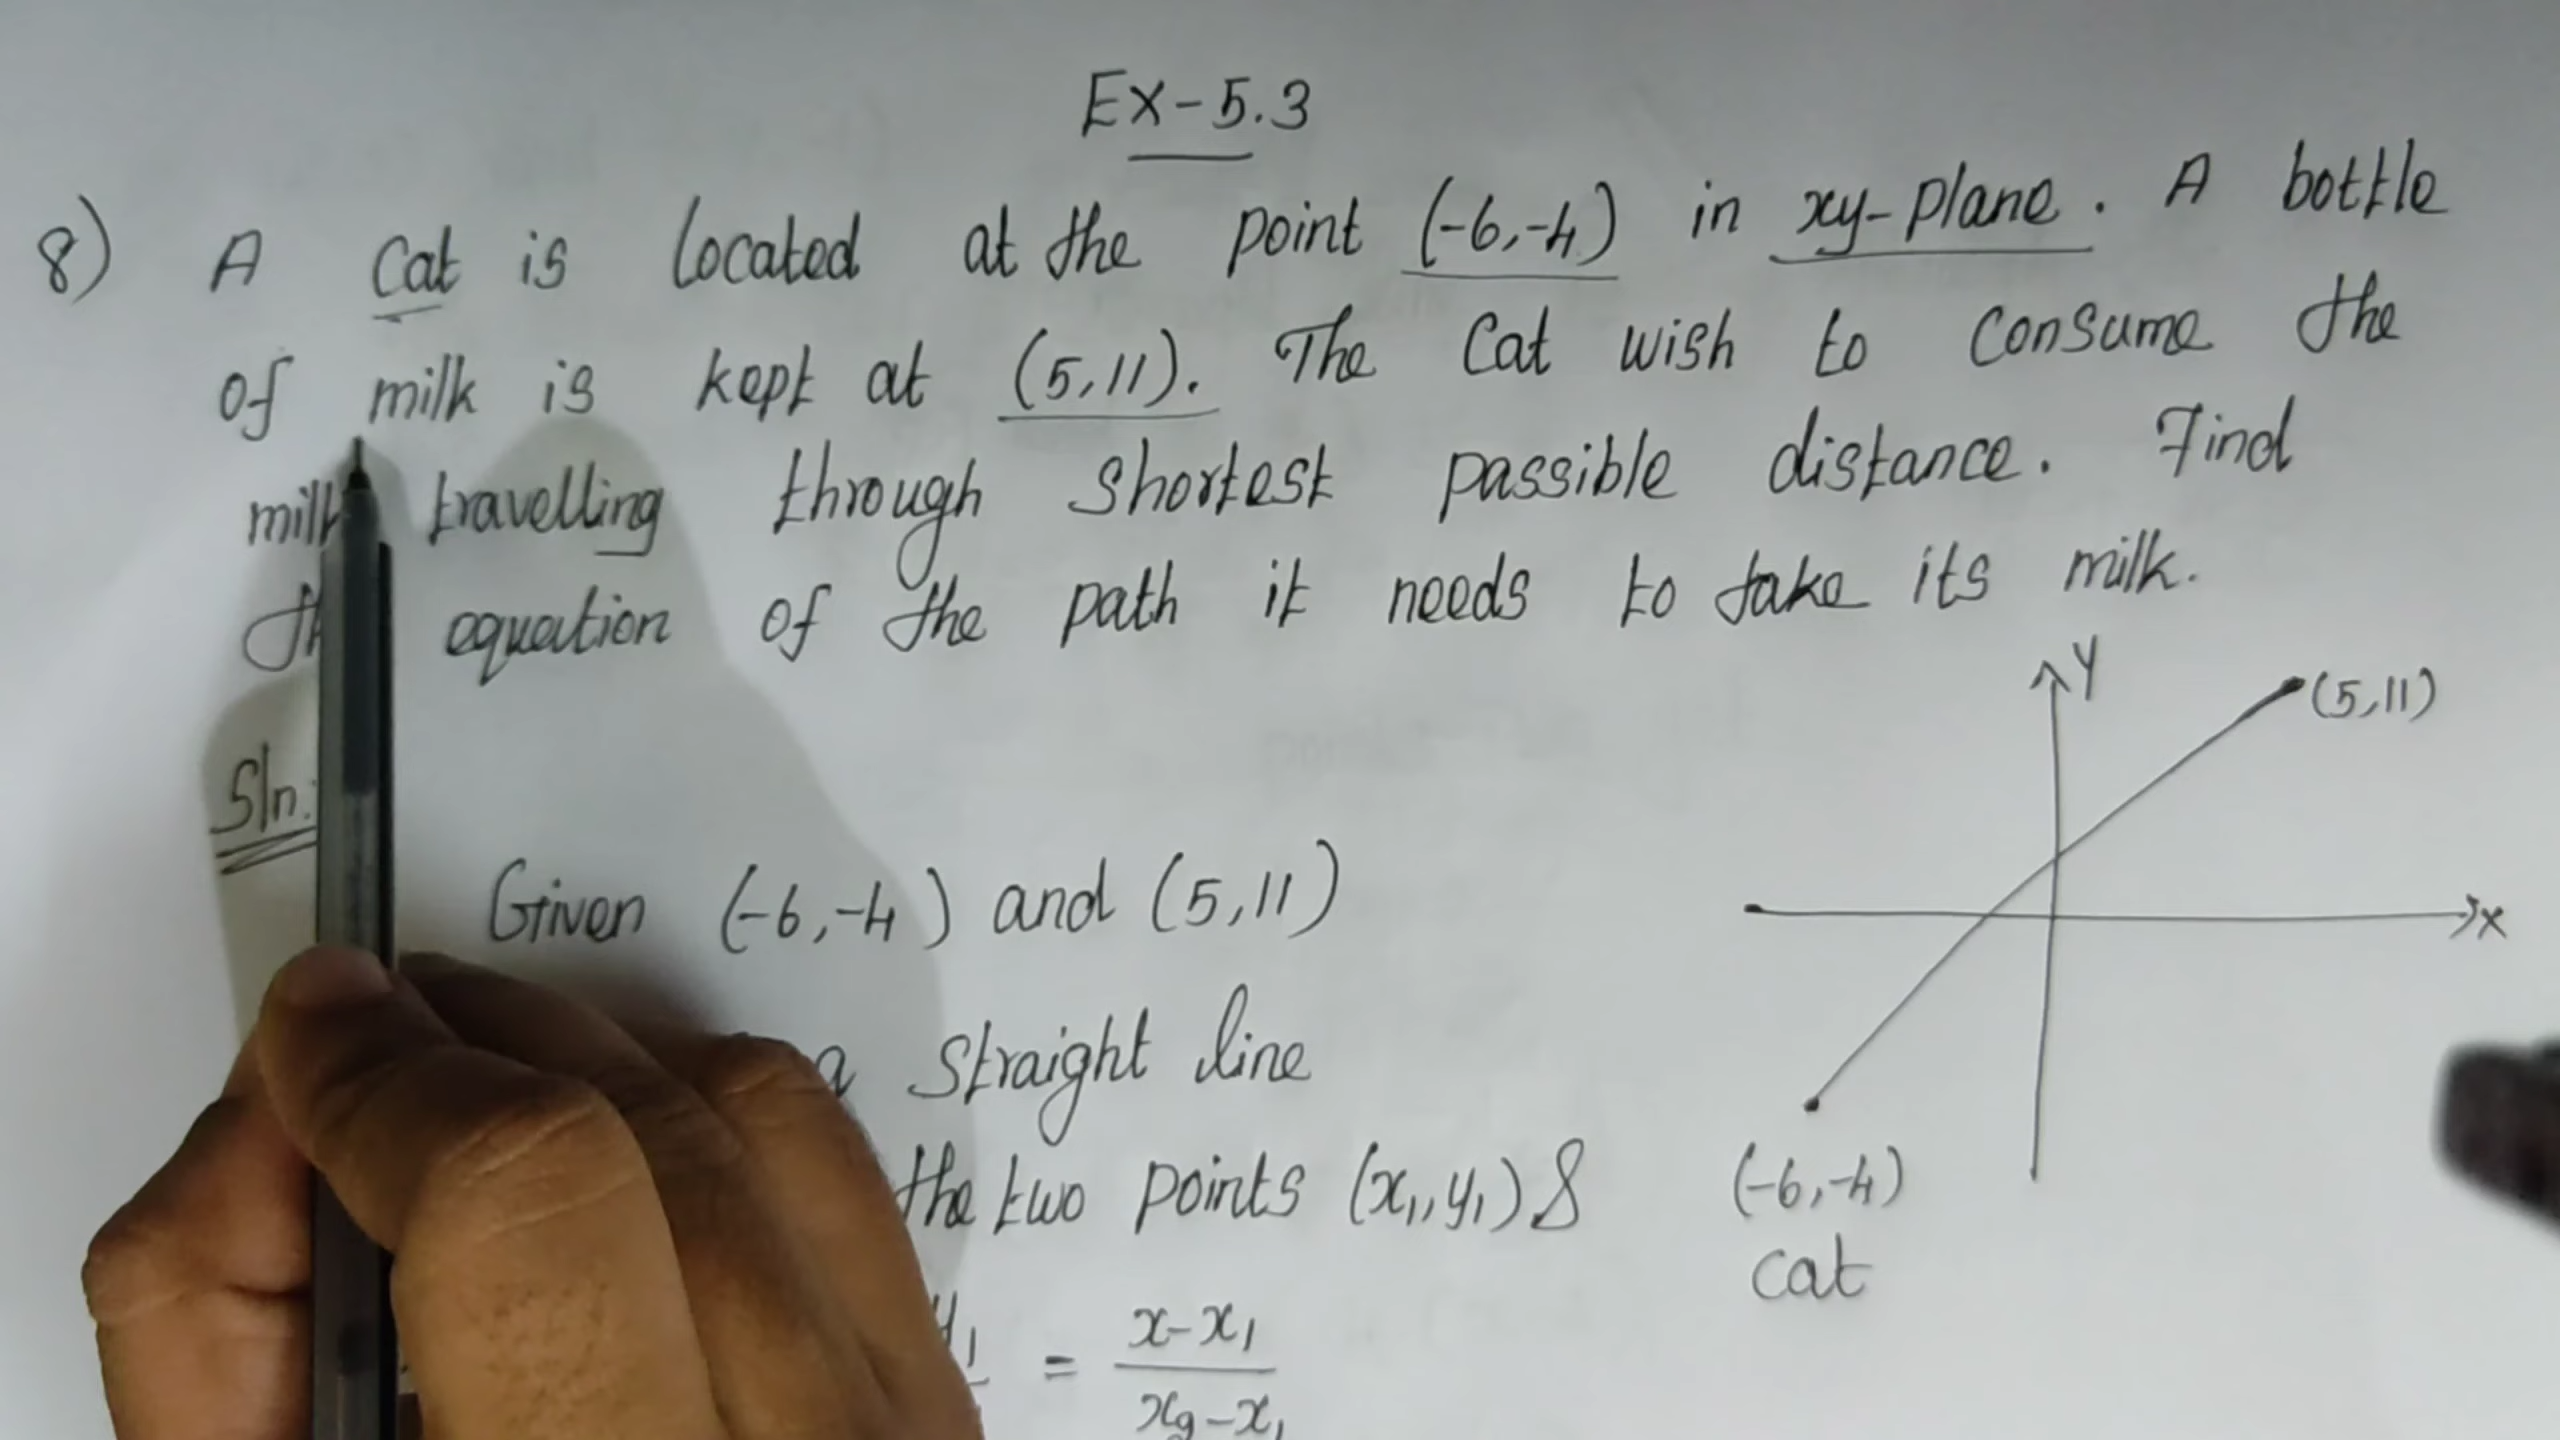 Ex-5.3
8) A Cat is located at the point (-6,-4) in xy-plane. A bottle
of milk is kept at (5,11). The Cat wish to consume the
travelling through shortest passible distance. Find
equation of the path it needs to take its milk.
Y
(5,11)
Sln:
Given (-6,-4) and (5,11)
X
a straight line
the two points (x₁,y₁) &
(-6,-4)
cat
= x-x₁
x₂-x₁